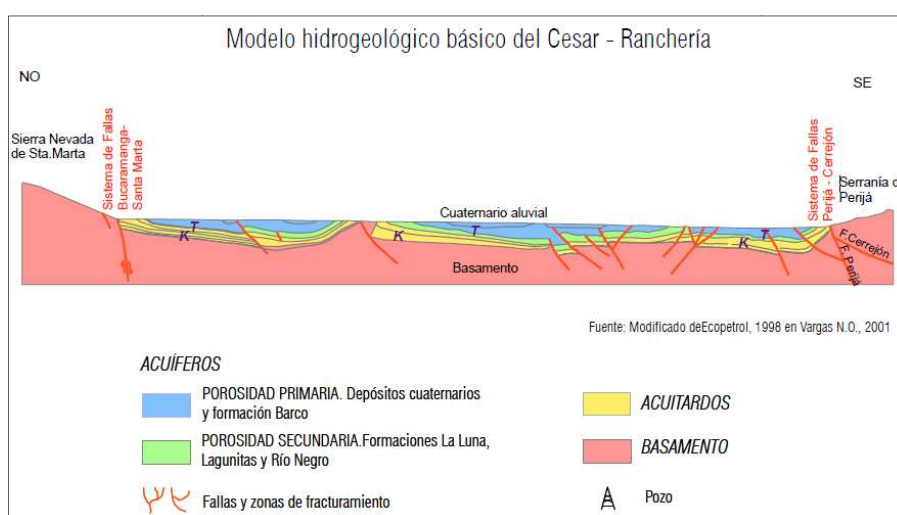 Modelo hidrogeológico básico del Cesar - Ranchería
NO
SE
Sierra Nevada
de Sta.Marta
Sistema de Fallas
Bucaramanga-
Santa Marta
Cuaternario aluvial
Sistema de Fallas
Perijá - Cerrejón
Serranía d
Perijá
K
T
K
T
K
T
Basamento
F.Cerrejón
F. Perijá
Fuente: Modificado deEcopetrol, 1998 en Vargas N.O., 2001
ACUÍFEROS
POROSIDAD PRIMARIA. Depósitos cuaternarios
y formación Barco
POROSIDAD SECUNDARIA.Formaciones La Luna,
Lagunitas y Río Negro
Fallas y zonas de fracturamiento
ACUITARDOS
BASAMENTO
Pozo